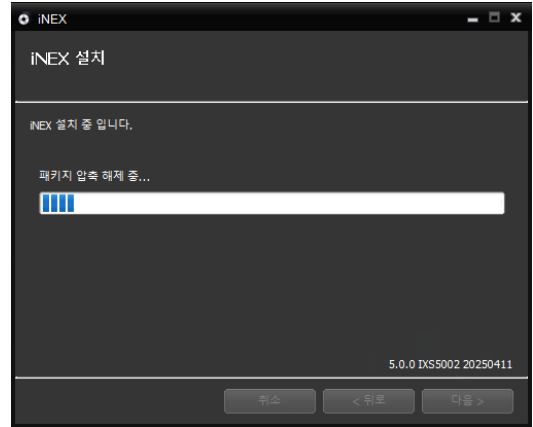 iNEX
iNEX 설치
iNEX 설치 중 입니다.
패키지 압축 해제 중...
5.0.0 IXS5002 20250411
취소
< 뒤로
다음 >